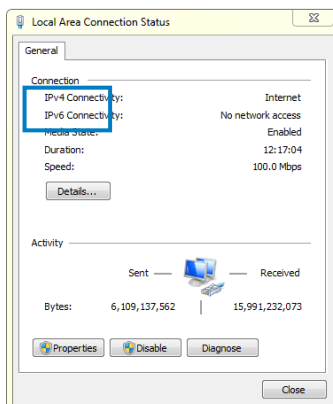 Local Area Connection Status
General
Connection
IPv4 Connectivity: Internet
IPv6 Connectivity: No network access
Media State: Enabled
Duration: 12:17:04
Speed: 100.0 Mbps
Details...
Activity
Sent Received
Bytes: 6,109,137,562 15,991,232,073
Properties Disable Diagnose
Close